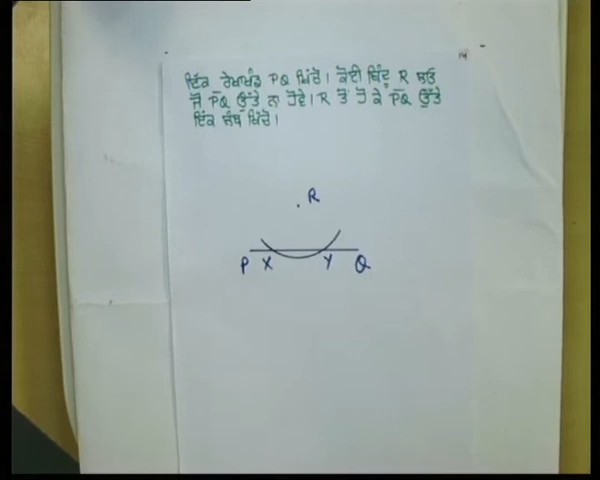 ਇੱਕ ਰੇਖਾਖੰਡ PQ ਖਿੱਚੋ। ਕੋਈ ਬਿੰਦੂ R ਲਓ
ਜੋ PQ ਉੱਤੇ ਨਾ ਹੋਵੇ। R ਤੋਂ ਹੋ ਕੇ PQ ਉੱਤੇ
ਇੱਕ ਲੰਬ ਖਿੱਚੋ।
R
P X Y Q